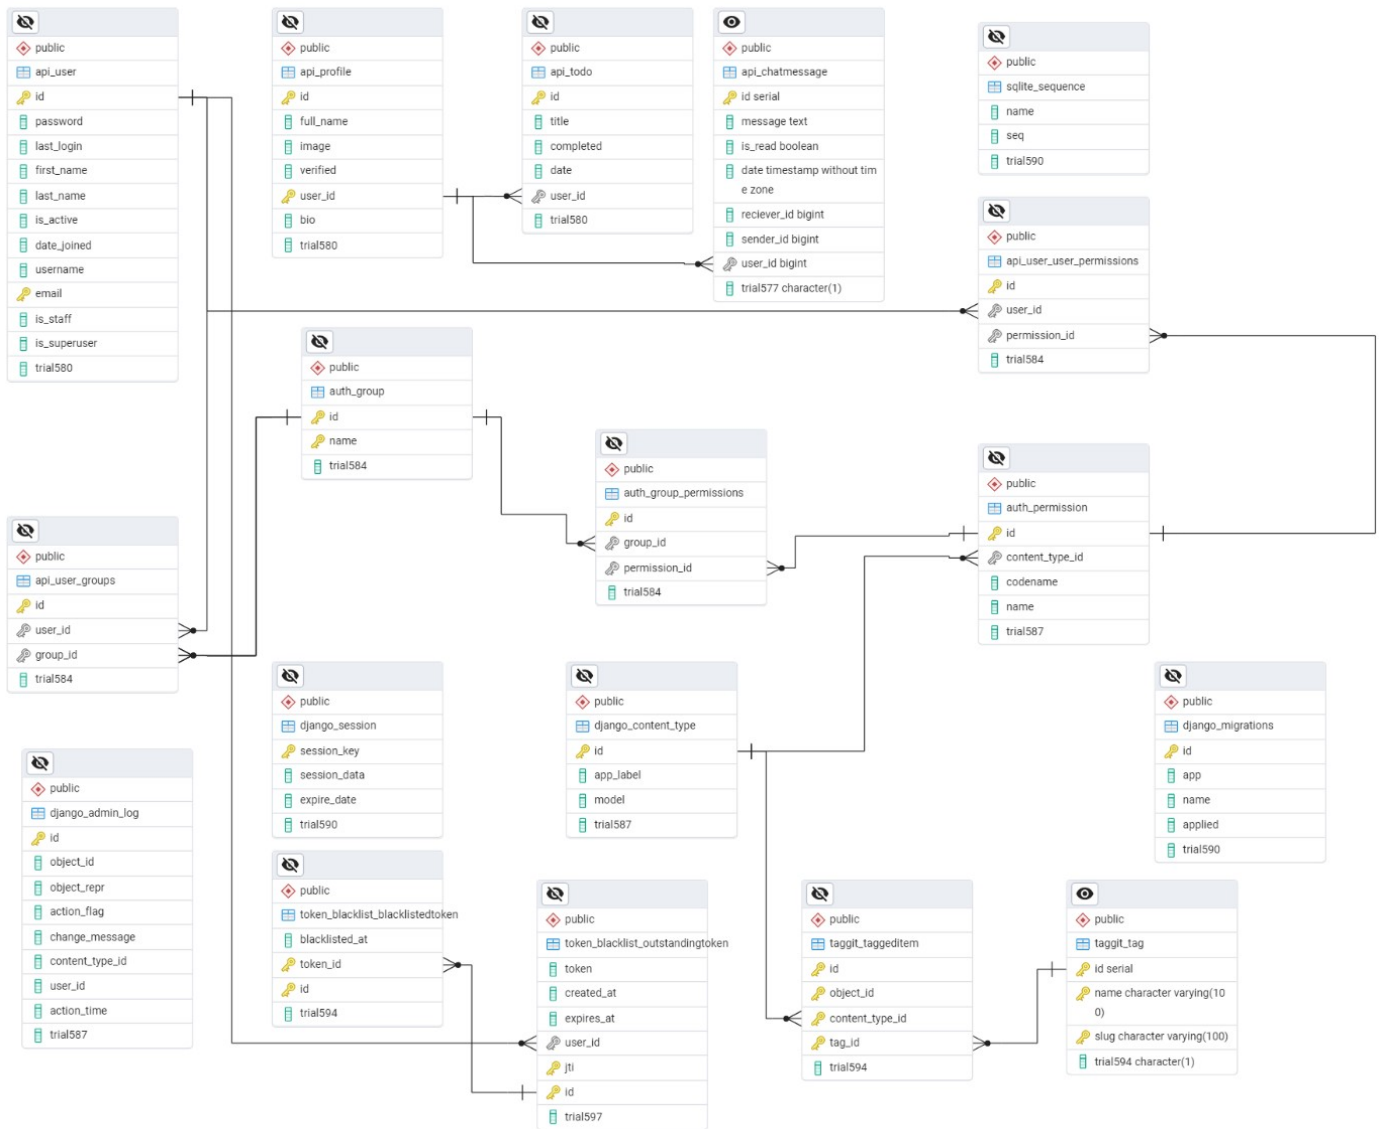 public
api_user
id
password
last_login
first_name
last_name
is_active
date_joined
username
email
is_staff
is_superuser
trial580
public
api_profile
id
full_name
image
verified
user_id
bio
trial580
public
api_todo
id
title
completed
date
user_id
trial580
public
api_chatmessage
id serial
message text
is_read boolean
date timestamp without tim
e zone
reciever_id bigint
sender_id bigint
user_id bigint
trial577 character(1)
public
sqlite_sequence
name
seq
trial590
public
api_user_user_permissions
id
user_id
permission_id
trial584
public
auth_group
id
name
trial584
public
auth_group_permissions
id
group_id
permission_id
trial584
public
auth_permission
id
content_type_id
codename
name
trial587
public
api_user_groups
id
user_id
group_id
trial584
public
django_session
session_key
session_data
expire_date
trial590
public
django_content_type
id
app_label
model
trial587
public
django_migrations
id
app
name
applied
trial590
public
django_admin_log
id
object_id
object_repr
action_flag
change_message
content_type_id
user_id
action_time
trial587
public
token_blacklist_blacklistedtoken
blacklisted_at
token_id
id
trial594
public
token_blacklist_outstandingtoken
token
created_at
expires_at
user_id
jti
id
trial597
public
taggit_taggeditem
id
object_id
content_type_id
tag_id
trial594
public
taggit_tag
id serial
name character varying(10
0)
slug character varying(100)
trial594 character(1)